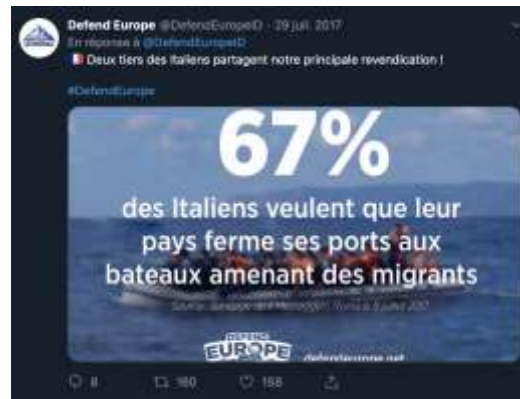 Defend Europe @DefendEuropeID · 29 juil. 2017
En réponse à @DefendEuropeID
🇫🇷 Deux tiers des Italiens partagent notre principale revendication !
#DefendEurope
67%
des Italiens veulent que leur
pays ferme ses ports aux
bateaux amenant des migrants
DEFEND
EUROPE defendeurope.net
8 160 168